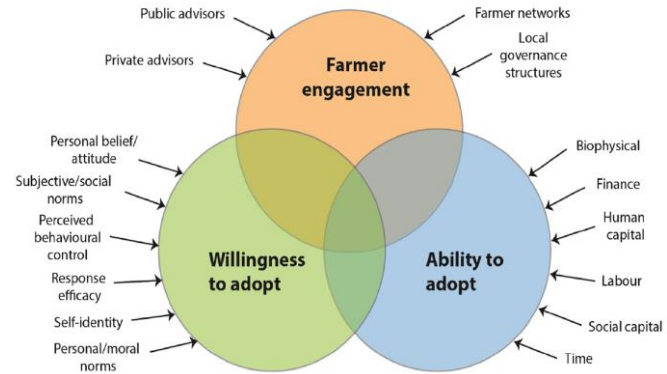 Public advisors
Private advisors
Farmer networks
Local
governance
structures
Farmer
engagement
Personal belief/
attitude
Subjective/social
norms
Perceived
behavioural
control
Response
efficacy
Self-identity
Personal/moral
norms
Willingness
to adopt
Ability to
adopt
Biophysical
Finance
Human
capital
Labour
Social capital
Time